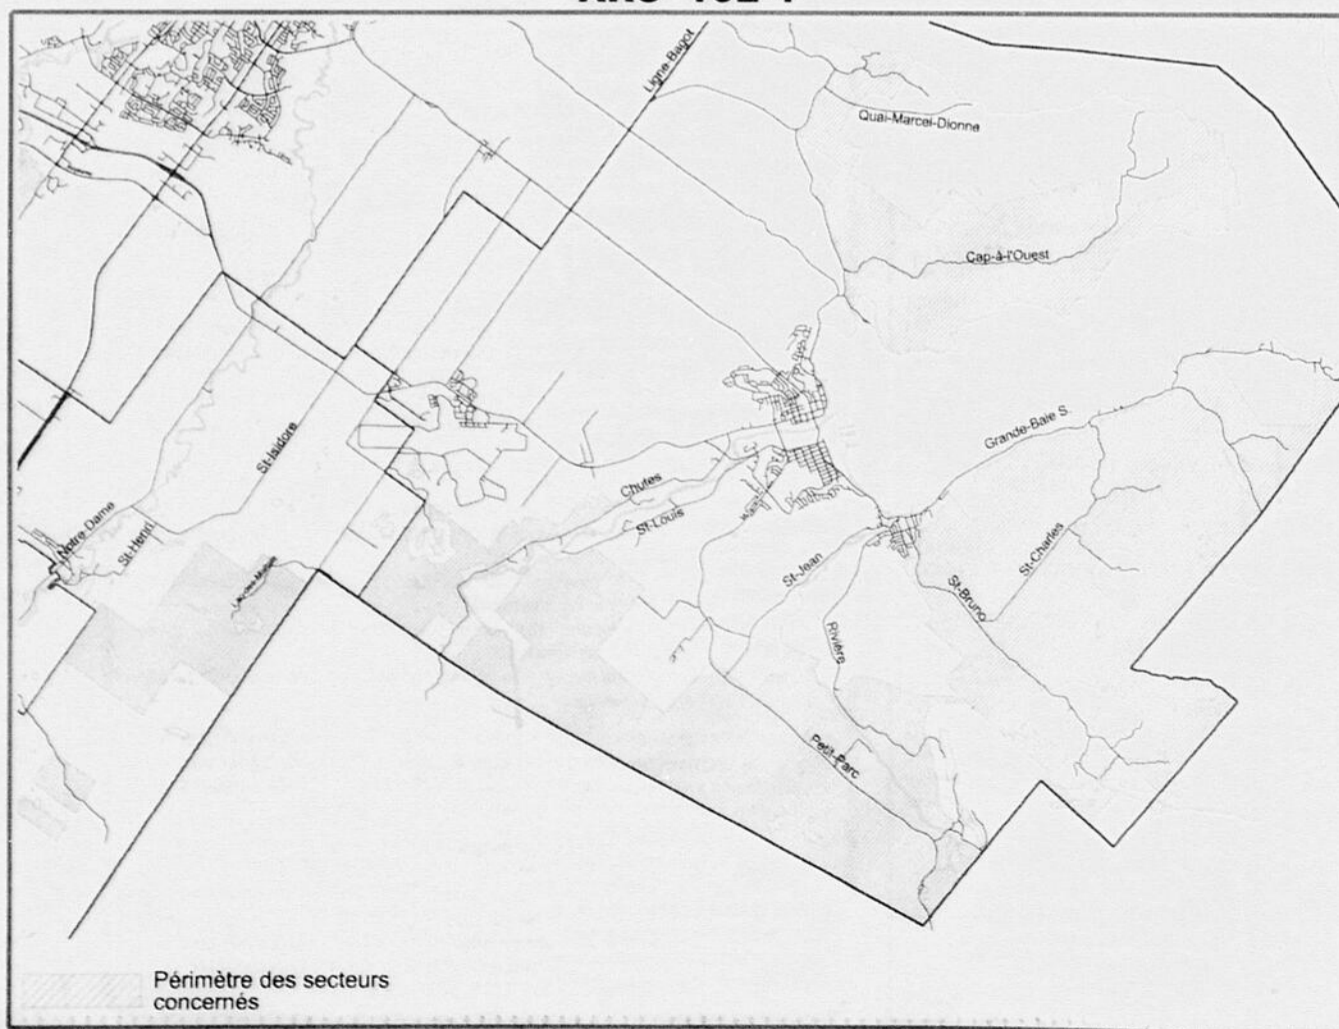 Ligne-Bagot
Quai-Marcel-Dionne
Cap-à-l'Ouest
Grande-Baie S.
St-Isidore
Chutes
St-Louis
Notre-Dame
St-Henri
St-Jean
St-Charles
St-Bruno
Rivière
Petit-Parc
Périmètre des secteurs
concernés